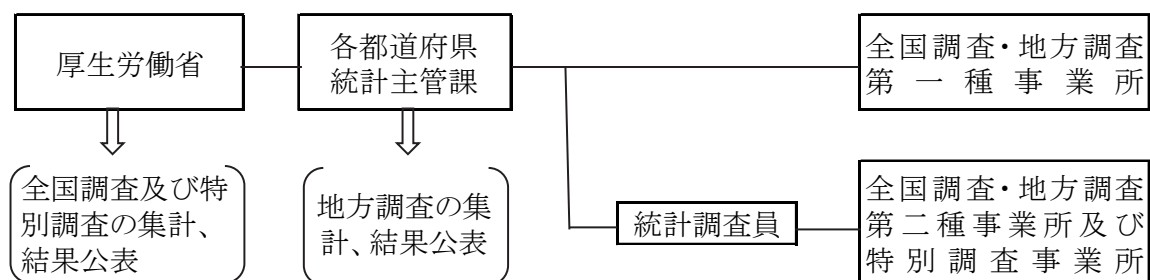 厚生労働省
各都道府県
統計主管課
全国調査・地方調査
第一種事業所
全国調査及び特
別調査の集計、
結果公表
地方調査の集
計、結果公表
統計調査員
全国調査・地方調査
第二種事業所及び
特別調査事業所